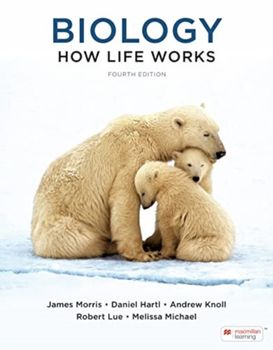 BIOLOGY
HOW LIFE WORKS
FOURTH EDITION
James Morris • Daniel Hartl • Andrew Knoll
Robert Lue • Melissa Michael
macmillan
learning